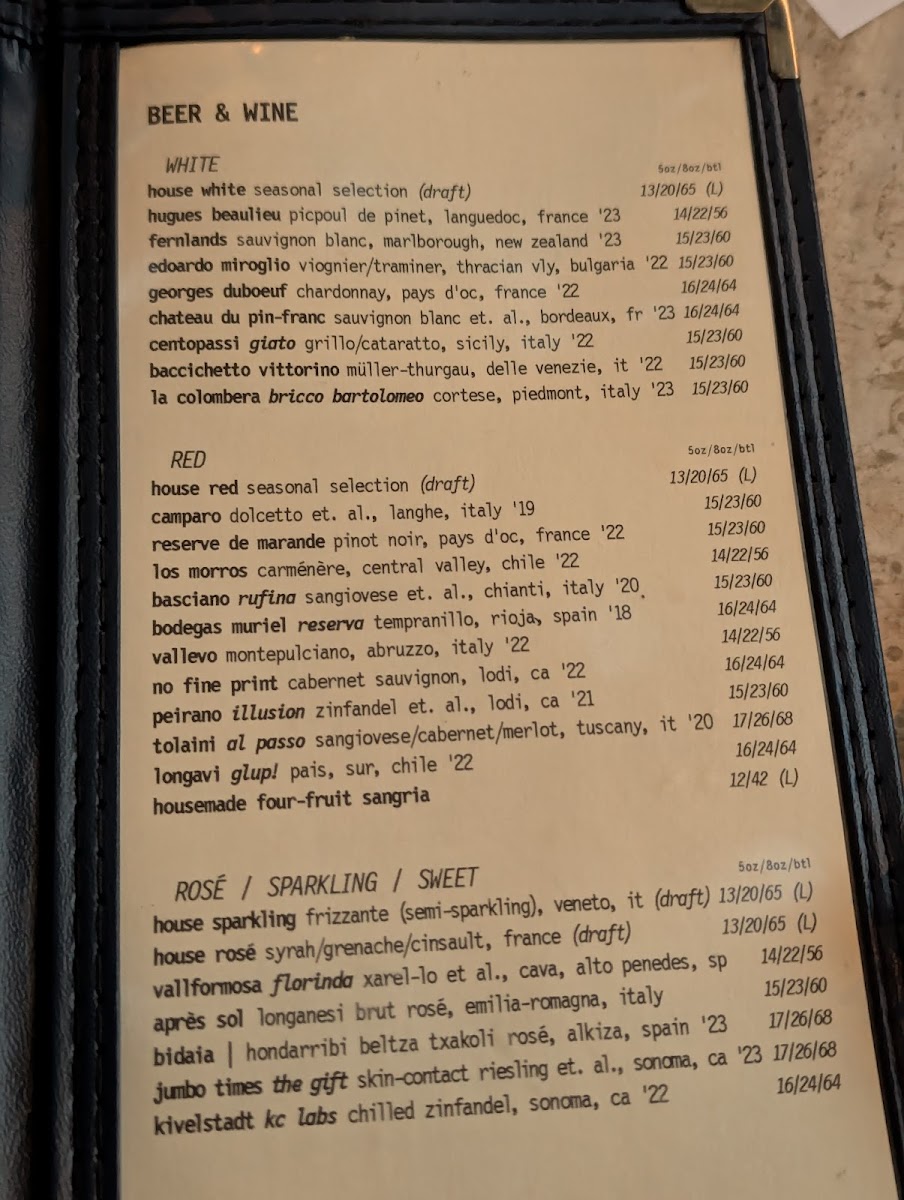 BEER & WINE
WHITE 5oz/8oz/btl
house white seasonal selection (draft) 13/20/65 (L)
hugues beaulieu picpoul de pinet, languedoc, france '23 14/22/56
fernlands sauvignon blanc, marlborough, new zealand '23 15/23/60
edoardo miroglio viognier/traminer, thracian vly, bulgaria '22 15/23/60
georges duboeuf chardonnay, pays d'oc, france '22 16/24/64
chateau du pin-franc sauvignon blanc et. al., bordeaux, fr '23 16/24/64
centopassi giato grillo/cataratto, sicily, italy '22 15/23/60
baccichetto vittorino müller-thurgau, delle venezie, it '22 15/23/60
la colombera bricco bartolomeo cortese, piedmont, italy '23 15/23/60
RED 5oz/8oz/btl
house red seasonal selection (draft) 13/20/65 (L)
camparo dolcetto et. al., langhe, italy '19 15/23/60
reserve de marande pinot noir, pays d'oc, france '22 15/23/60
los morros carménère, central valley, chile '22 14/22/56
basciano rufina sangiovese et. al., chianti, italy '20 15/23/60
bodegas muriel reserva tempranillo, rioja, spain '18 16/24/64
vallevo montepulciano, abruzzo, italy '22 14/22/56
no fine print cabernet sauvignon, lodi, ca '22 16/24/64
peirano illusion zinfandel et. al., lodi, ca '21 15/23/60
tolaini al passo sangiovese/cabernet/merlot, tuscany, it '20 17/26/68
longavi glup! pais, sur, chile '22 16/24/64
housemade four-fruit sangria 12/42 (L)
ROSÉ / SPARKLING / SWEET 5oz/8oz/btl
house sparkling frizzante (semi-sparkling), veneto, it (draft) 13/20/65 (L)
house rosé syrah/grenache/cinsault, france (draft) 13/20/65 (L)
vallformosa florinda xarel-lo et al., cava, alto penedes, sp 14/22/56
après sol longanesi brut rosé, emilia-romagna, italy 15/23/60
bidaia | hondarribi beltza txakoli rosé, alkiza, spain '23 17/26/68
jumbo times the gift skin-contact riesling et. al., sonoma, ca '23 17/26/68
kivelstadt kc labs chilled zinfandel, sonoma, ca '22 16/24/64